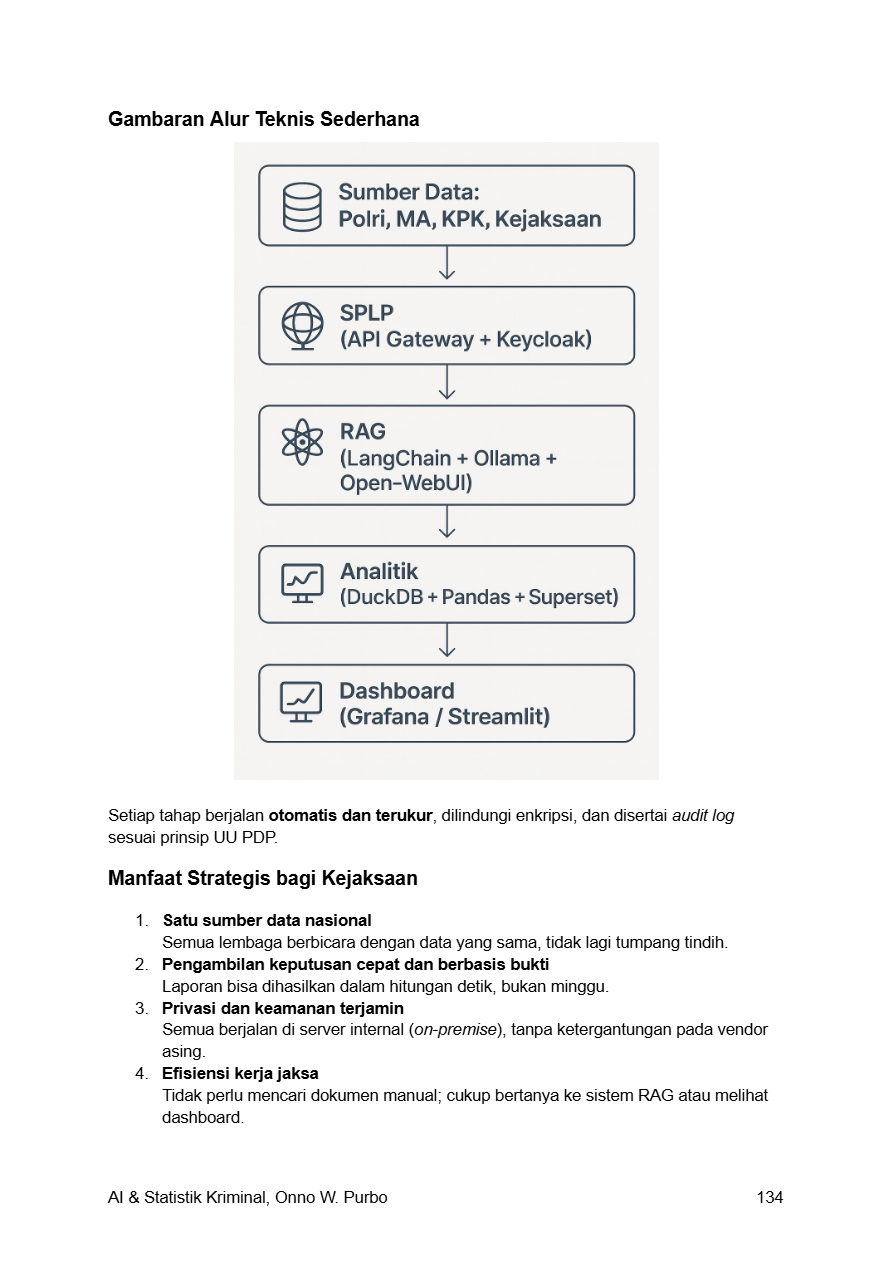 Gambaran Alur Teknis Sederhana
Sumber Data:
Polri, MA, KPK, Kejaksaan
SPLP
(API Gateway + Keycloak)
RAG
(LangChain + Ollama +
Open-WebUI)
Analitik
(DuckDB + Pandas + Superset)
Dashboard
(Grafana / Streamlit)
Setiap tahap berjalan otomatis dan terukur, dilindungi enkripsi, dan disertai audit log
sesuai prinsip UU PDP.
Manfaat Strategis bagi Kejaksaan
1. Satu sumber data nasional
Semua lembaga berbicara dengan data yang sama, tidak lagi tumpang tindih.
2. Pengambilan keputusan cepat dan berbasis bukti
Laporan bisa dihasilkan dalam hitungan detik, bukan minggu.
3. Privasi dan keamanan terjamin
Semua berjalan di server internal (on-premise), tanpa ketergantungan pada vendor
asing.
4. Efisiensi kerja jaksa
Tidak perlu mencari dokumen manual; cukup bertanya ke sistem RAG atau melihat
dashboard.
AI & Statistik Kriminal, Onno W. Purbo 134